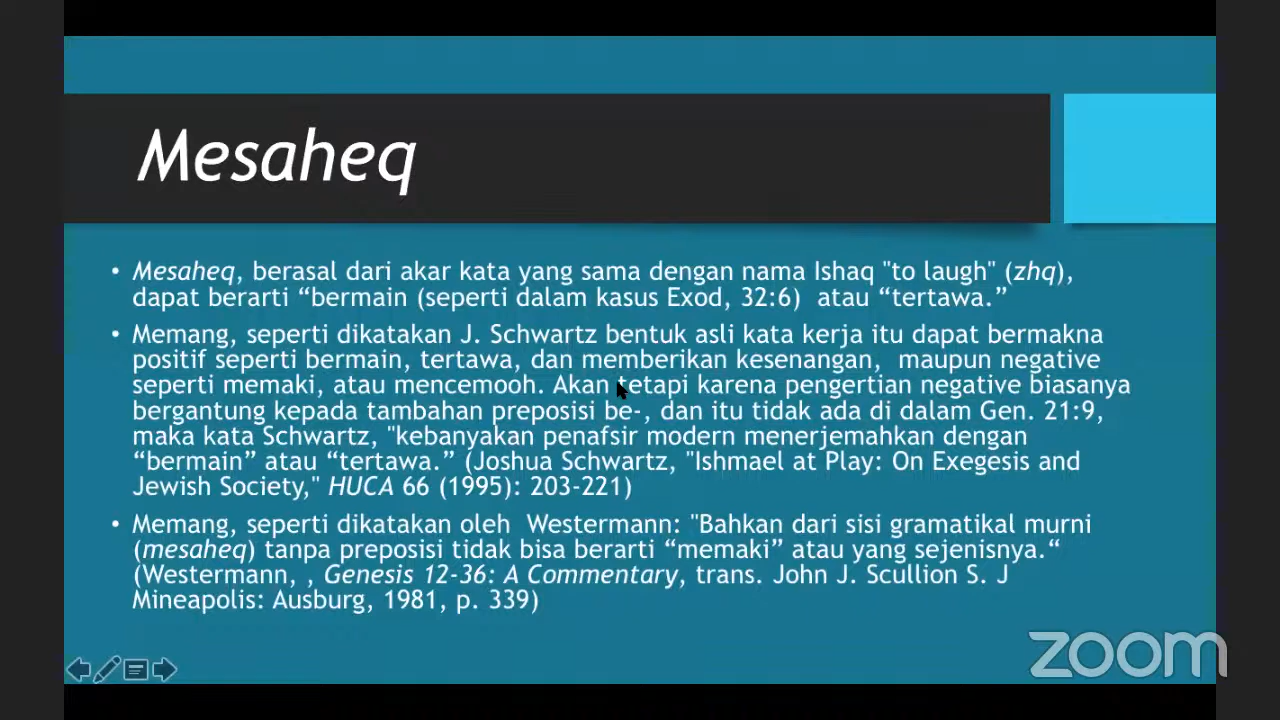 Mesaheq
• Mesaheq, berasal dari akar kata yang sama dengan nama Ishaq "to laugh" (zhq),
dapat berarti “bermain (seperti dalam kasus Exod, 32:6)  atau “tertawa.”
• Memang, seperti dikatakan J. Schwartz bentuk asli kata kerja itu dapat bermakna
positif seperti bermain, tertawa, dan memberikan kesenangan,  maupun negative
seperti memaki, atau mencemooh. Akan tetapi karena pengertian negative biasanya
bergantung kepada tambahan preposisi be-, dan itu tidak ada di dalam Gen. 21:9,
maka kata Schwartz, "kebanyakan penafsir modern menerjemahkan dengan
“bermain” atau “tertawa.” (Joshua Schwartz, "Ishmael at Play: On Exegesis and
Jewish Society," HUCA 66 (1995): 203-221)
• Memang, seperti dikatakan oleh  Westermann: "Bahkan dari sisi gramatikal murni
(mesaheq) tanpa preposisi tidak bisa berarti “memaki” atau yang sejenisnya.“
(Westermann, , Genesis 12-36: A Commentary, trans. John J. Scullion S. J
Mineapolis: Ausburg, 1981, p. 339)
zoom